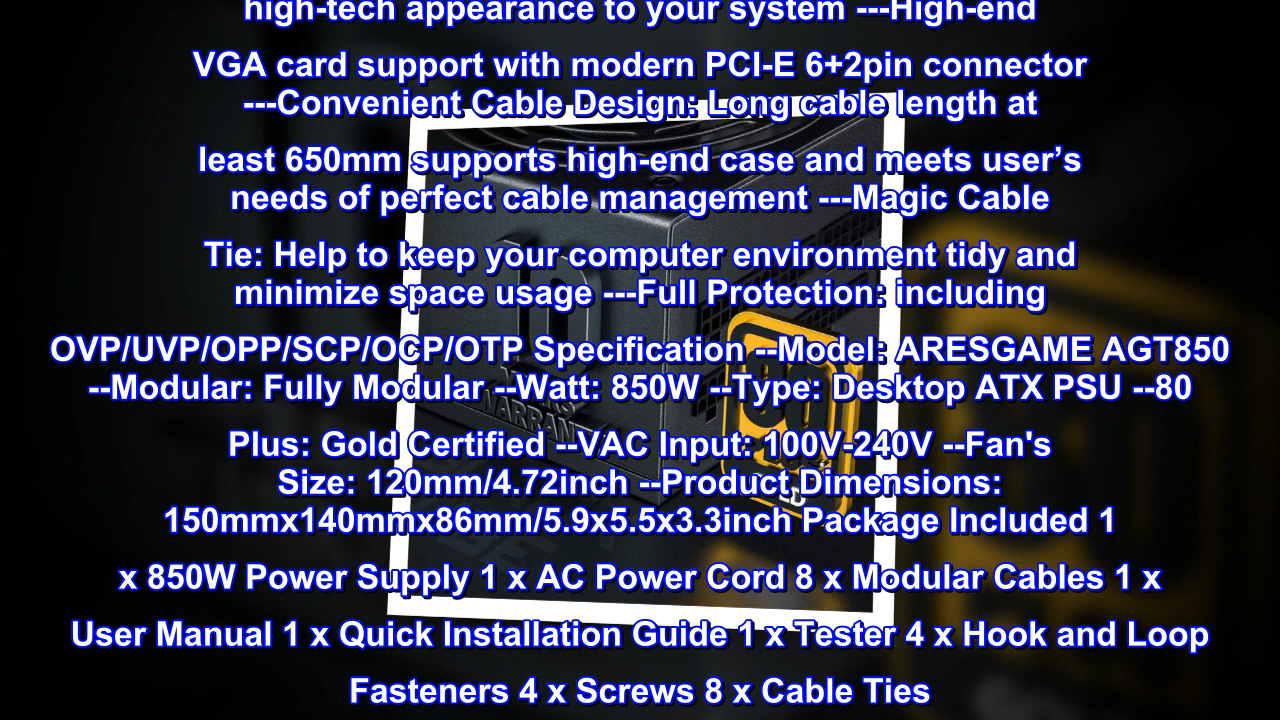 high-tech appearance to your system ---High-end
VGA card support with modern PCI-E 6+2pin connector
---Convenient Cable Design: Long cable length at
least 650mm supports high-end case and meets user’s
needs of perfect cable management ---Magic Cable
Tie: Help to keep your computer environment tidy and
minimize space usage ---Full Protection: including
OVP/UVP/OPP/SCP/OCP/OTP Specification --Model: ARESGAME AGT850
--Modular: Fully Modular --Watt: 850W --Type: Desktop ATX PSU --80
Plus: Gold Certified --VAC Input: 100V-240V --Fan's
Size: 120mm/4.72inch --Product Dimensions:
150mmx140mmx86mm/5.9x5.5x3.3inch Package Included 1
x 850W Power Supply 1 x AC Power Cord 8 x Modular Cables 1 x
User Manual 1 x Quick Installation Guide 1 x Tester 4 x Hook and Loop
Fasteners 4 x Screws 8 x Cable Ties